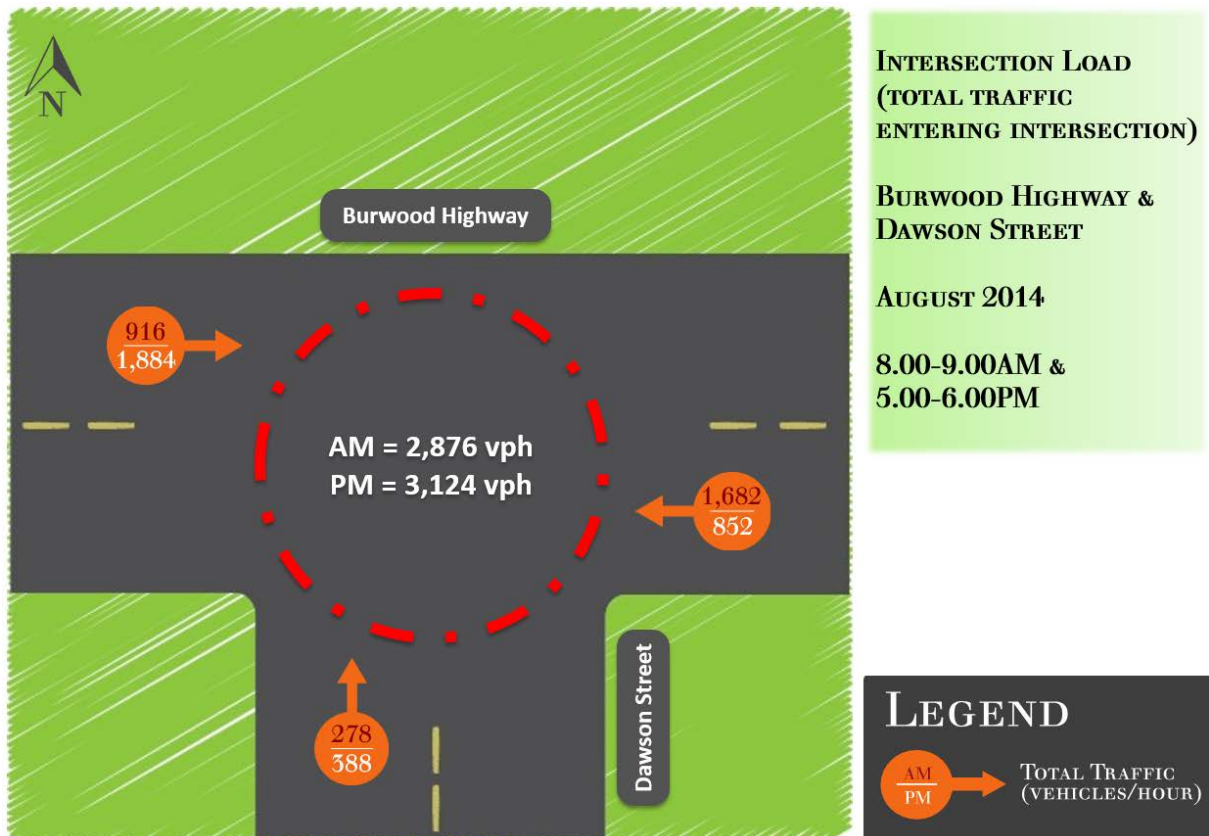 N
Burwood Highway
916
1,884
AM = 2,876 vph
PM = 3,124 vph
1,682
852
278
388
Dawson Street
INTERSECTION LOAD
(TOTAL TRAFFIC
ENTERING INTERSECTION)
BURWOOD HIGHWAY &
DAWSON STREET
AUGUST 2014
8.00-9.00AM &
5.00-6.00PM
LEGEND
AM
PM
TOTAL TRAFFIC
(VEHICLES/HOUR)